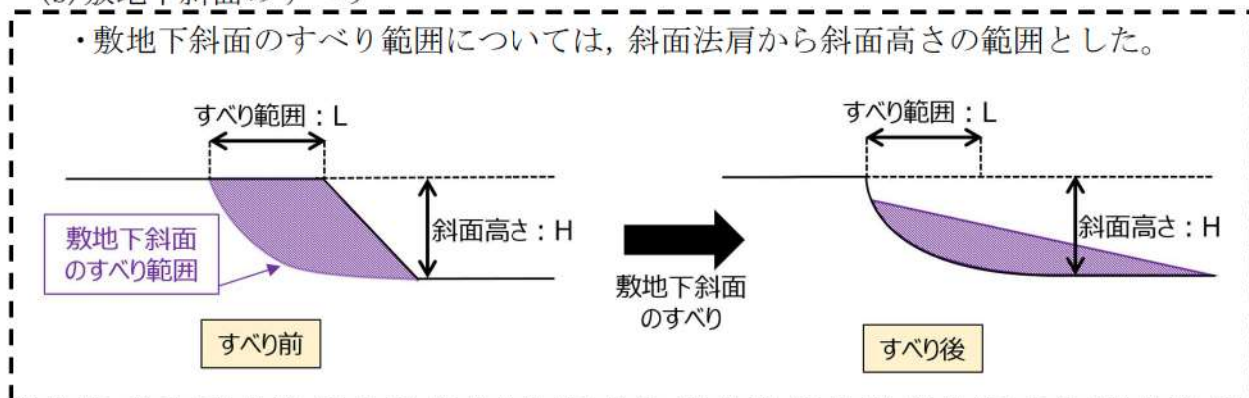 ・敷地下斜面のすべり範囲については, 斜面法肩から斜面高さの範囲とした。
すべり範囲：L
斜面高さ：H
敷地下斜面
のすべり範囲
すべり前
敷地下斜面
のすべり
すべり範囲：L
斜面高さ：H
すべり後